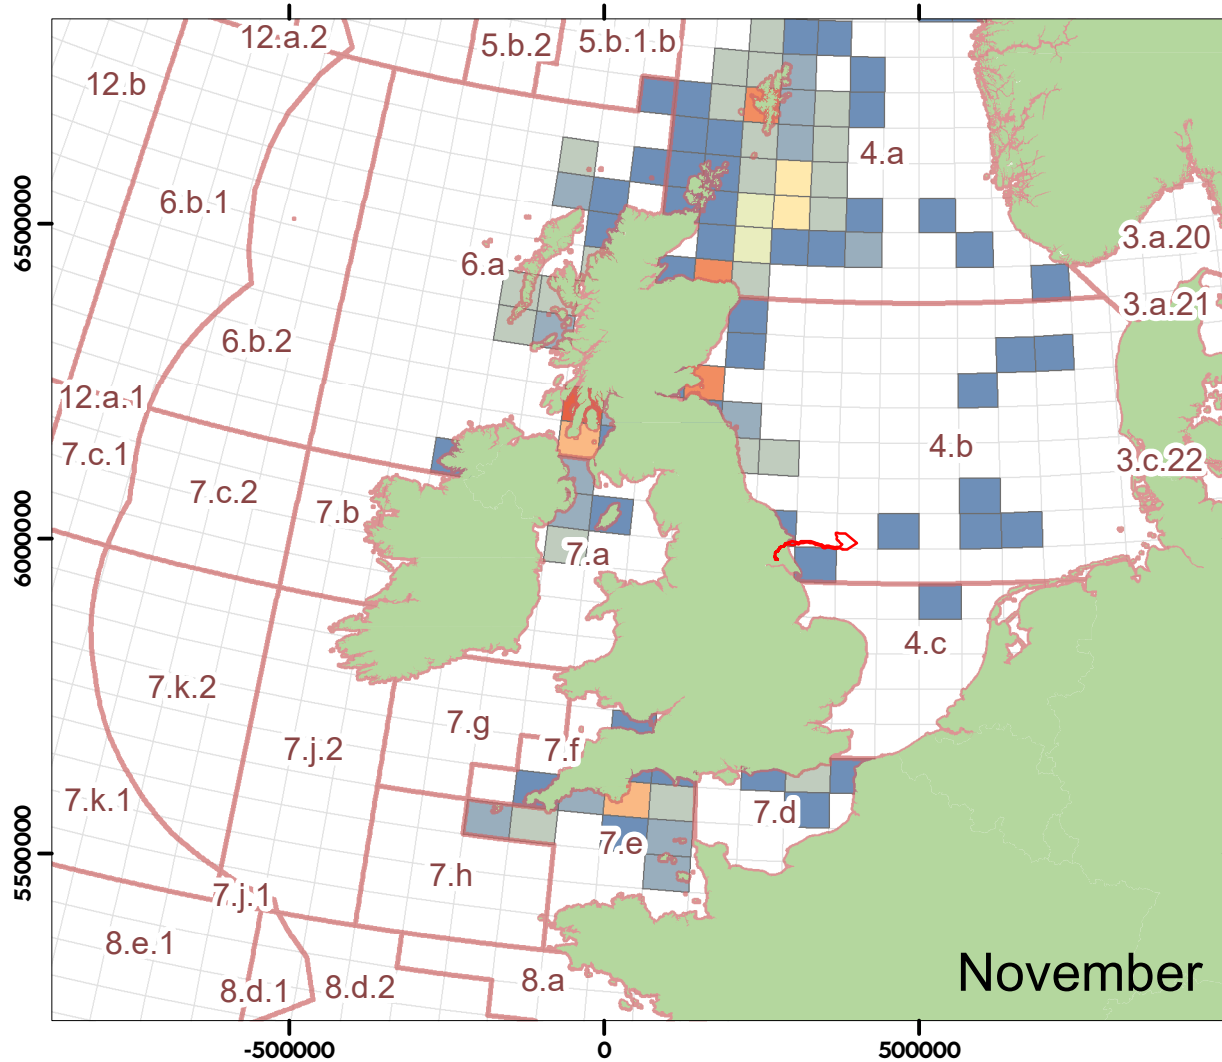 12.a.2
5.b.2
5.b.1.b
12.b
4.a
6.b.1
3.a.20
6.a
3.a.21
6.b.2
12.a.1
7.c.1
4.b
3.c.22
7.c.2
7.b
7.a
4.c
7.k.2
7.g
7.j.2
7.f
7.k.1
7.d
7.e
7.h
7.j.1
8.e.1
8.d.1
8.d.2
8.a
November
6500000
6000000
5500000
-500000
0
500000